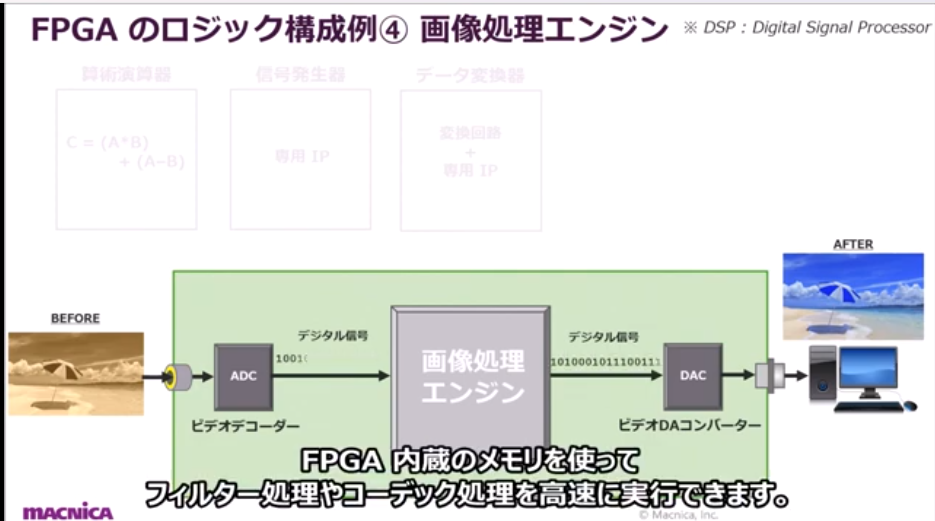 FPGA のロジック構成例④ 画像処理エンジン
※ DSP : Digital Signal Processor
算術演算器
信号発生器
データ変換器
C = (A*B)
+ (A−B)
専用 IP
変換回路
+
専用 IP
AFTER
BEFORE
デジタル信号
デジタル信号
1001
画像処理
エンジン
101000101110011
ADC
DAC
ビデオデコーダー
ビデオDAコンバーター
FPGA 内蔵のメモリを使って
フィルター処理やコーデック処理を高速に実行できます。
MACNICA
© Macnica, Inc.